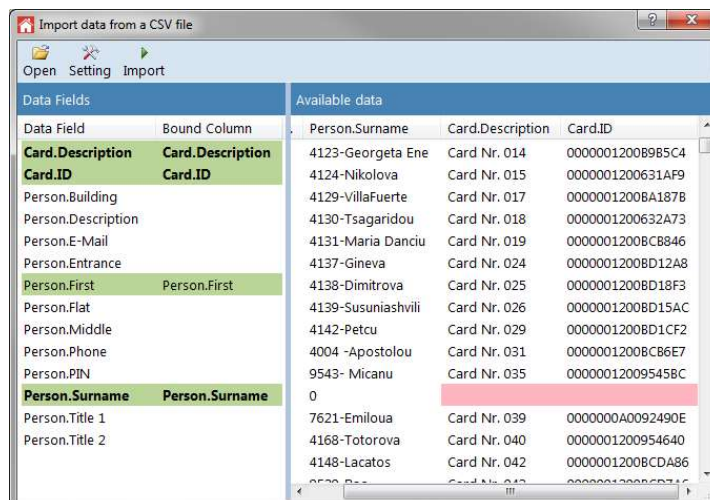 Import data from a CSV file
Open Setting Import
Data Fields
Data Field Bound Column
Card.Description Card.Description
Card.ID Card.ID
Person.Building
Person.Description
Person.E-Mail
Person.Entrance
Person.First Person.First
Person.Flat
Person.Middle
Person.Phone
Person.PIN
Person.Surname Person.Surname
Person.Title 1
Person.Title 2
Available data
Person.Surname Card.Description Card.ID
4123-Georgeta Ene Card Nr. 014 0000001200B9B5C4
4124-Nikolova Card Nr. 015 0000001200631AF9
4129-VillaFuerte Card Nr. 017 0000001200BA187B
4130-Tsagaridou Card Nr. 018 0000001200632A73
4131-Maria Danciu Card Nr. 019 0000001200BCB846
4137-Gineva Card Nr. 024 0000001200BD12A8
4138-Dimitrova Card Nr. 025 0000001200BD18F3
4139-Susuniashvili Card Nr. 026 0000001200BD15AC
4142-Petcu Card Nr. 029 0000001200BD1CF2
4004 -Apostolou Card Nr. 031 0000001200BCB6E7
9543- Micanu Card Nr. 035 00000012009545BC
0
7621-Emiloua Card Nr. 039 0000000A0092490E
4168-Totorova Card Nr. 040 0000001200954640
4148-Lacatos Card Nr. 042 0000001200BCDA86